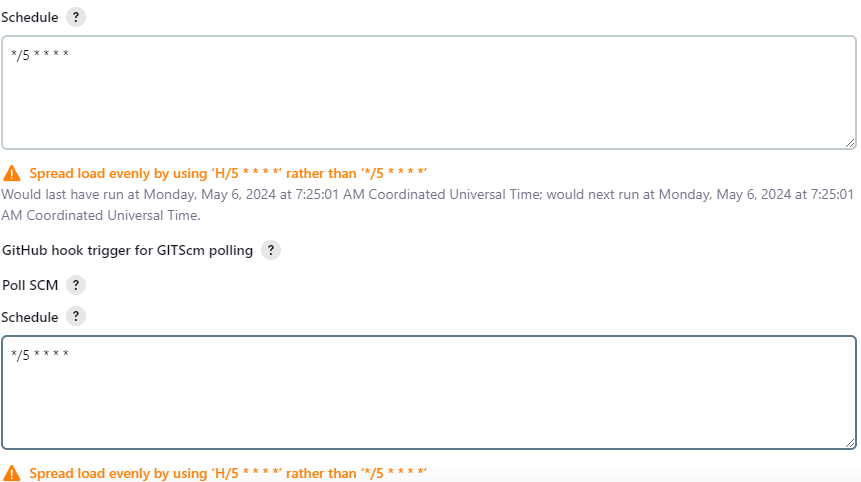 Schedule ?
*/5 * * * *
Spread load evenly by using ‘H/5 * * * *’ rather than ‘*/5 * * * *’
Would last have run at Monday, May 6, 2024 at 7:25:01 AM Coordinated Universal Time; would next run at Monday, May 6, 2024 at 7:25:01
AM Coordinated Universal Time.
GitHub hook trigger for GITScm polling ?
Poll SCM ?
Schedule ?
*/5 * * * *
Spread load evenly by using ‘H/5 * * * *’ rather than ‘*/5 * * * *’